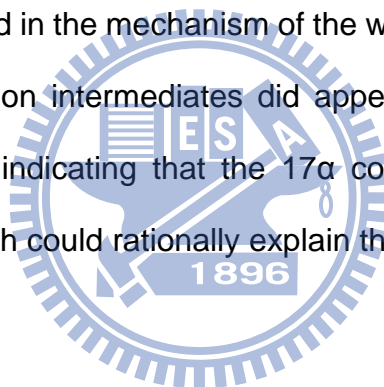 d in the mechanism of the w
on intermediates did appe
E S
A
indicating that the 17α co
h could rationally explain th
1896